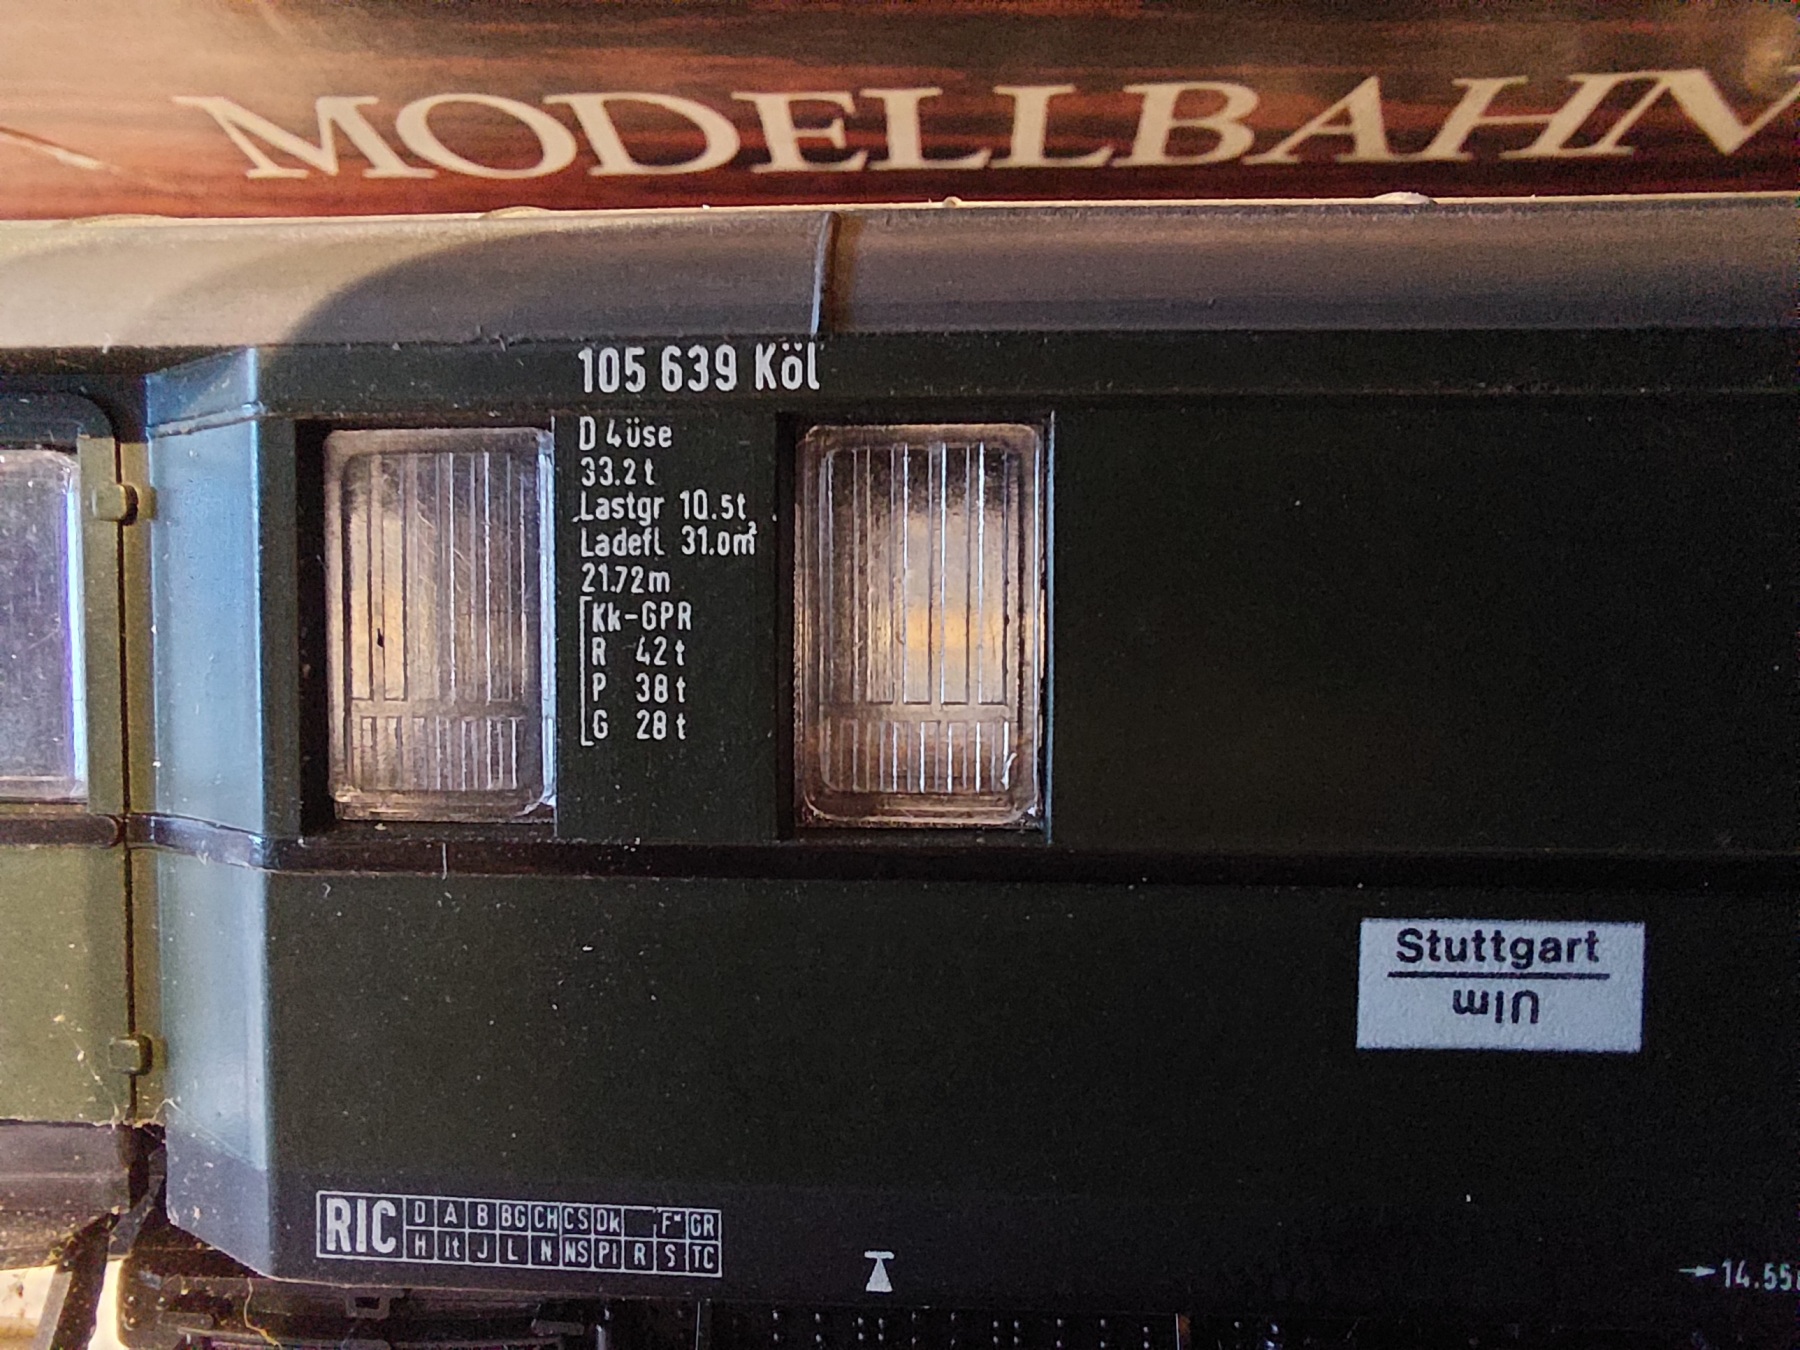 MODELLBAHN
105 639 Köl
D 4üse
33.2 t
Lastgr 10.5t
Ladefl 31.0m²
21.72m
Kk-GPR
R 42 t
P 38 t
G 28 t
Stuttgart
Ulm
RIC D A B BG CH CS DK F GR
H It J L N NS PI R S TC
→14.55